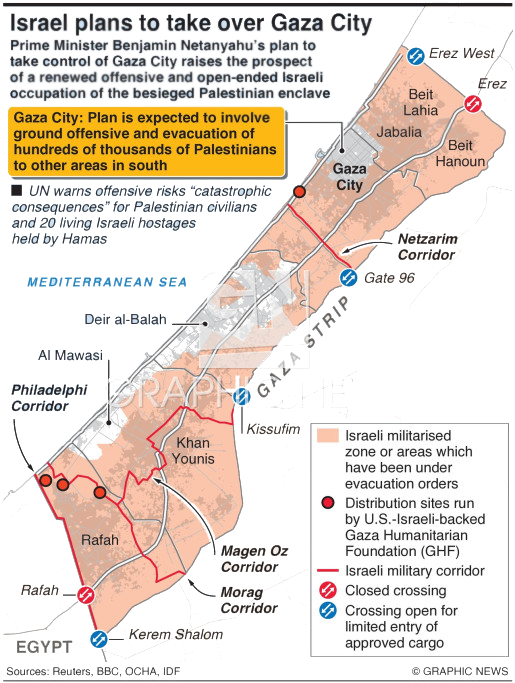 Israel plans to take over Gaza City
Prime Minister Benjamin Netanyahu's plan to
take control of Gaza City raises the prospect
of a renewed offensive and open-ended Israeli
occupation of the besieged Palestinian enclave
Gaza City: Plan is expected to involve
ground offensive and evacuation of
hundreds of thousands of Palestinians
to other areas in south
■ UN warns offensive risks "catastrophic
consequences" for Palestinian civilians
and 20 living Israeli hostages
held by Hamas
Erez West
Erez
Beit
Lahia
Jabalia
Beit
Hanoun
Gaza
City
Netzarim
Corridor
Gate 96
MEDITERRANEAN SEA
Deir al-Balah
GAZA STRIP
Al Mawasi
GRAPHIC NEWS
Philadelphi
Corridor
Kissufim
Khan
Younis
Rafah
Magen Oz
Corridor
Morag
Corridor
Rafah
Kerem Shalom
EGYPT
Israeli militarised
zone or areas which
have been under
evacuation orders
Distribution sites run
by U.S.-Israeli-backed
Gaza Humanitarian
Foundation (GHF)
Israeli military corridor
Closed crossing
Crossing open for
limited entry of
approved cargo
Sources: Reuters, BBC, OCHA, IDF
© GRAPHIC NEWS